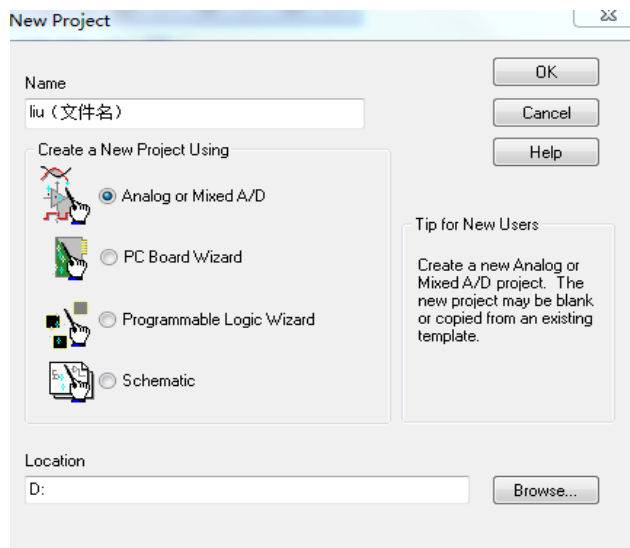 New Project
Name
OK
liu（文件名）
Cancel
Create a New Project Using
Help
Analog or Mixed A/D
PC Board Wizard
Programmable Logic Wizard
Schematic
Tip for New Users
Create a new Analog or
Mixed A/D project. The
new project may be blank
or copied from an existing
template.
Location
D:
Browse...